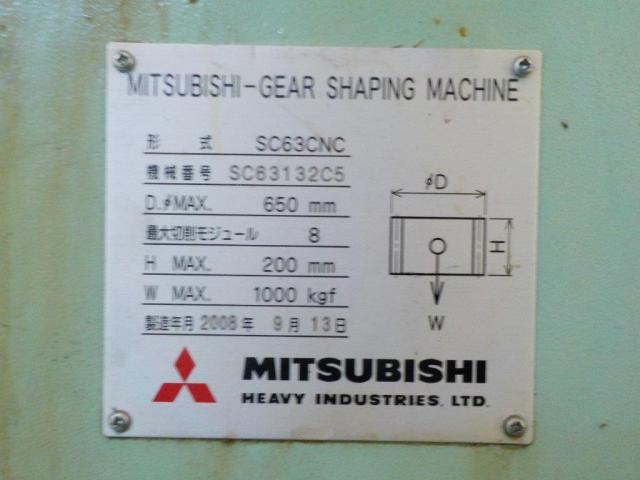 MITSUBISHI-GEAR SHAPING MACHINE
形 式 SC63CNC
機械番号 SC63132C5
D.φMAX. 650 mm
最大切削モジュール 8
H MAX. 200 mm
W MAX. 1000 kgf
製造年月 2008年 9月 13日
φD
H
W
MITSUBISHI
HEAVY INDUSTRIES. LTD.